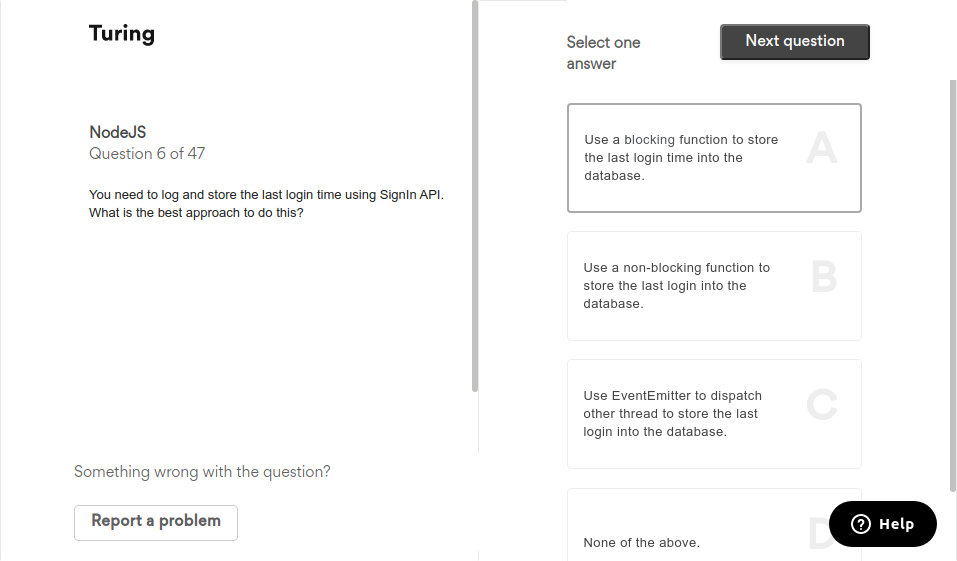 Turing
NodeJS
Question 6 of 47
You need to log and store the last login time using SignIn API.
What is the best approach to do this?
Something wrong with the question?
Report a problem
Select one
answer
Next question
Use a blocking function to store
the last login time into the
database.
A
Use a non-blocking function to
store the last login into the
database.
B
Use EventEmitter to dispatch
other thread to store the last
login into the database.
C
None of the above.
D
? Help